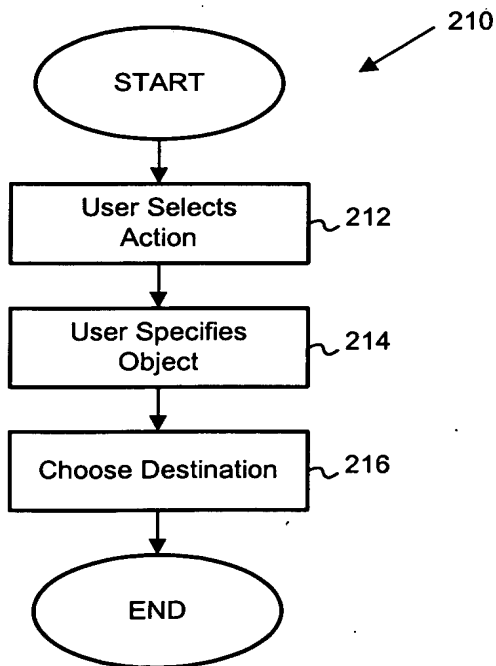 210
START
User Selects
Action
212
User Specifies
Object
214
Choose Destination
216
END